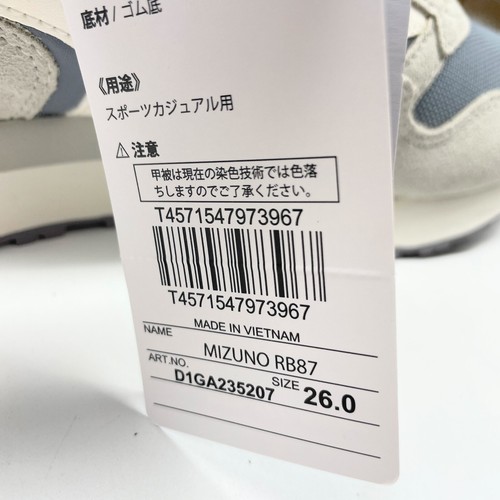 底材 / ゴム底
《用途》
スポーツカジュアル用
⚠ 注意
甲被は現在の染色技術では色落
ちしますのでご了承ください。
T4571547973967
T4571547973967
MADE IN VIETNAM
NAME MIZUNO RB87
ART.NO. D1GA235207 SIZE 26.0